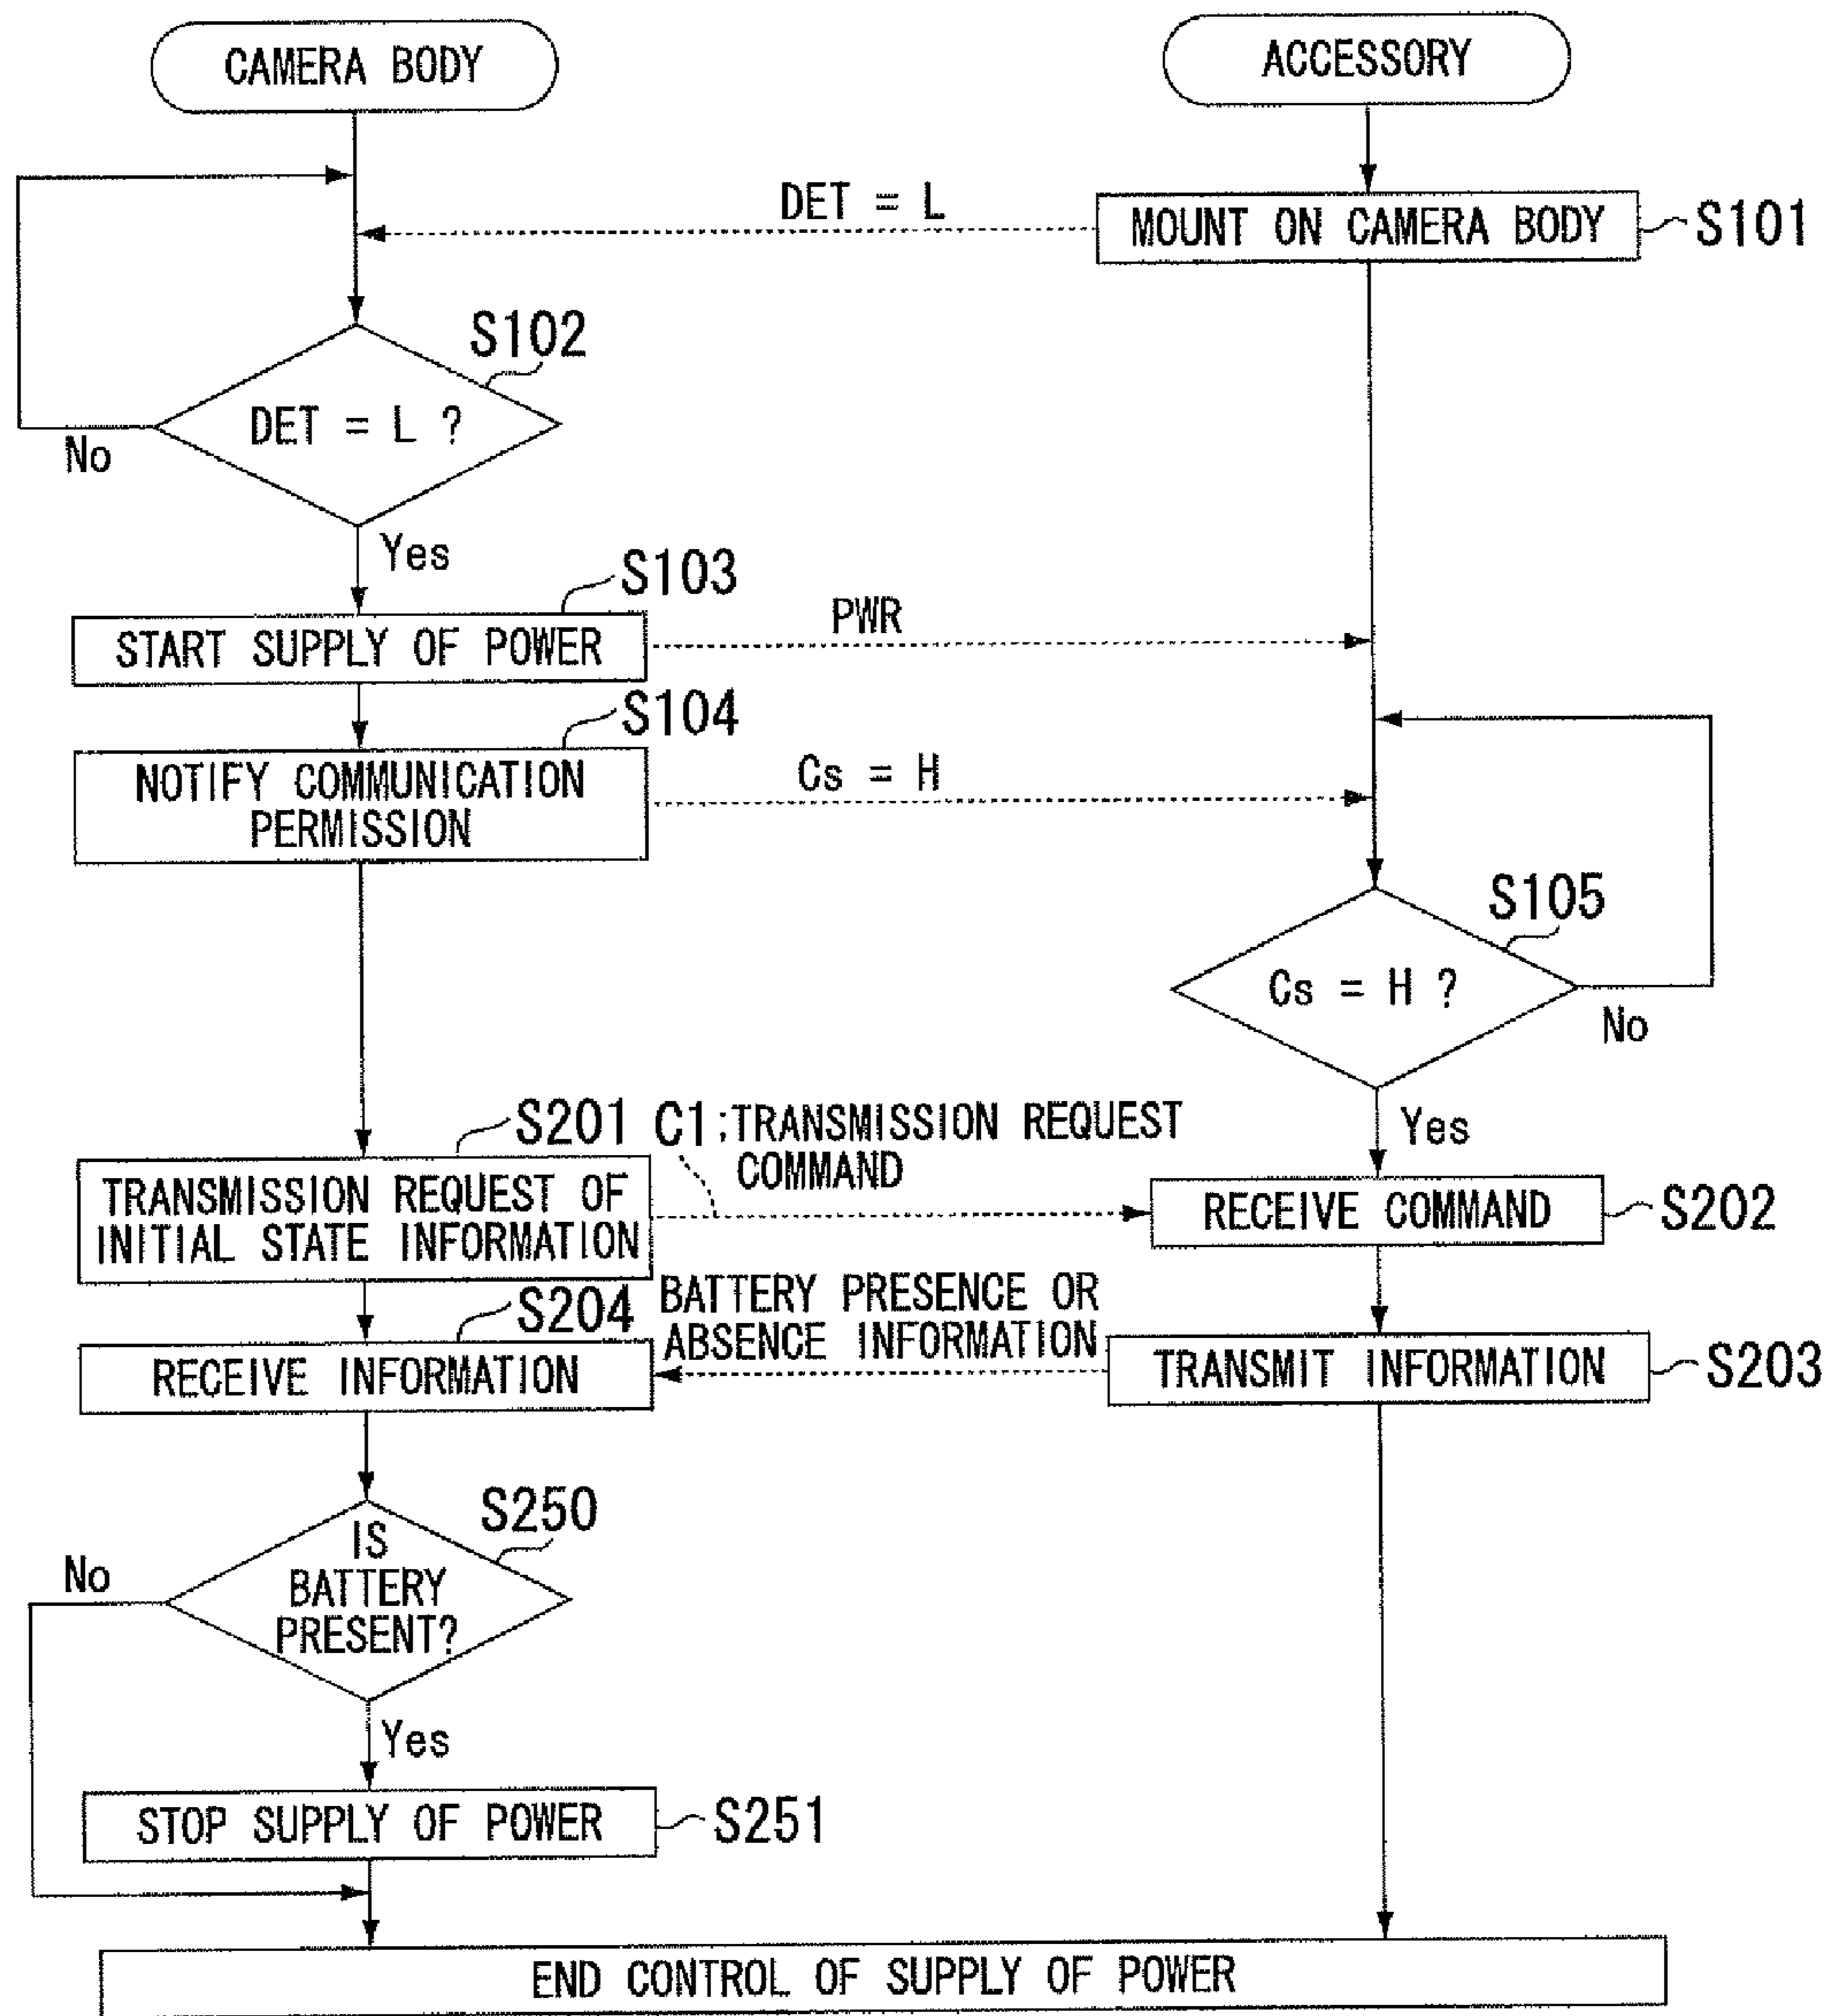 CAMERA BODY
ACCESSORY
DET = L
MOUNT ON CAMERA BODY
S101
S102
DET = L ?
No
Yes
S103
START SUPPLY OF POWER
PWR
S104
NOTIFY COMMUNICATION
PERMISSION
Cs = H
S105
Cs = H ?
No
Yes
S201
C1;TRANSMISSION REQUEST
COMMAND
TRANSMISSION REQUEST OF
INITIAL STATE INFORMATION
RECEIVE COMMAND
S202
S204
BATTERY PRESENCE OR
ABSENCE INFORMATION
RECEIVE INFORMATION
TRANSMIT INFORMATION
S203
S250
IS
BATTERY
PRESENT?
No
Yes
STOP SUPPLY OF POWER
S251
END CONTROL OF SUPPLY OF POWER